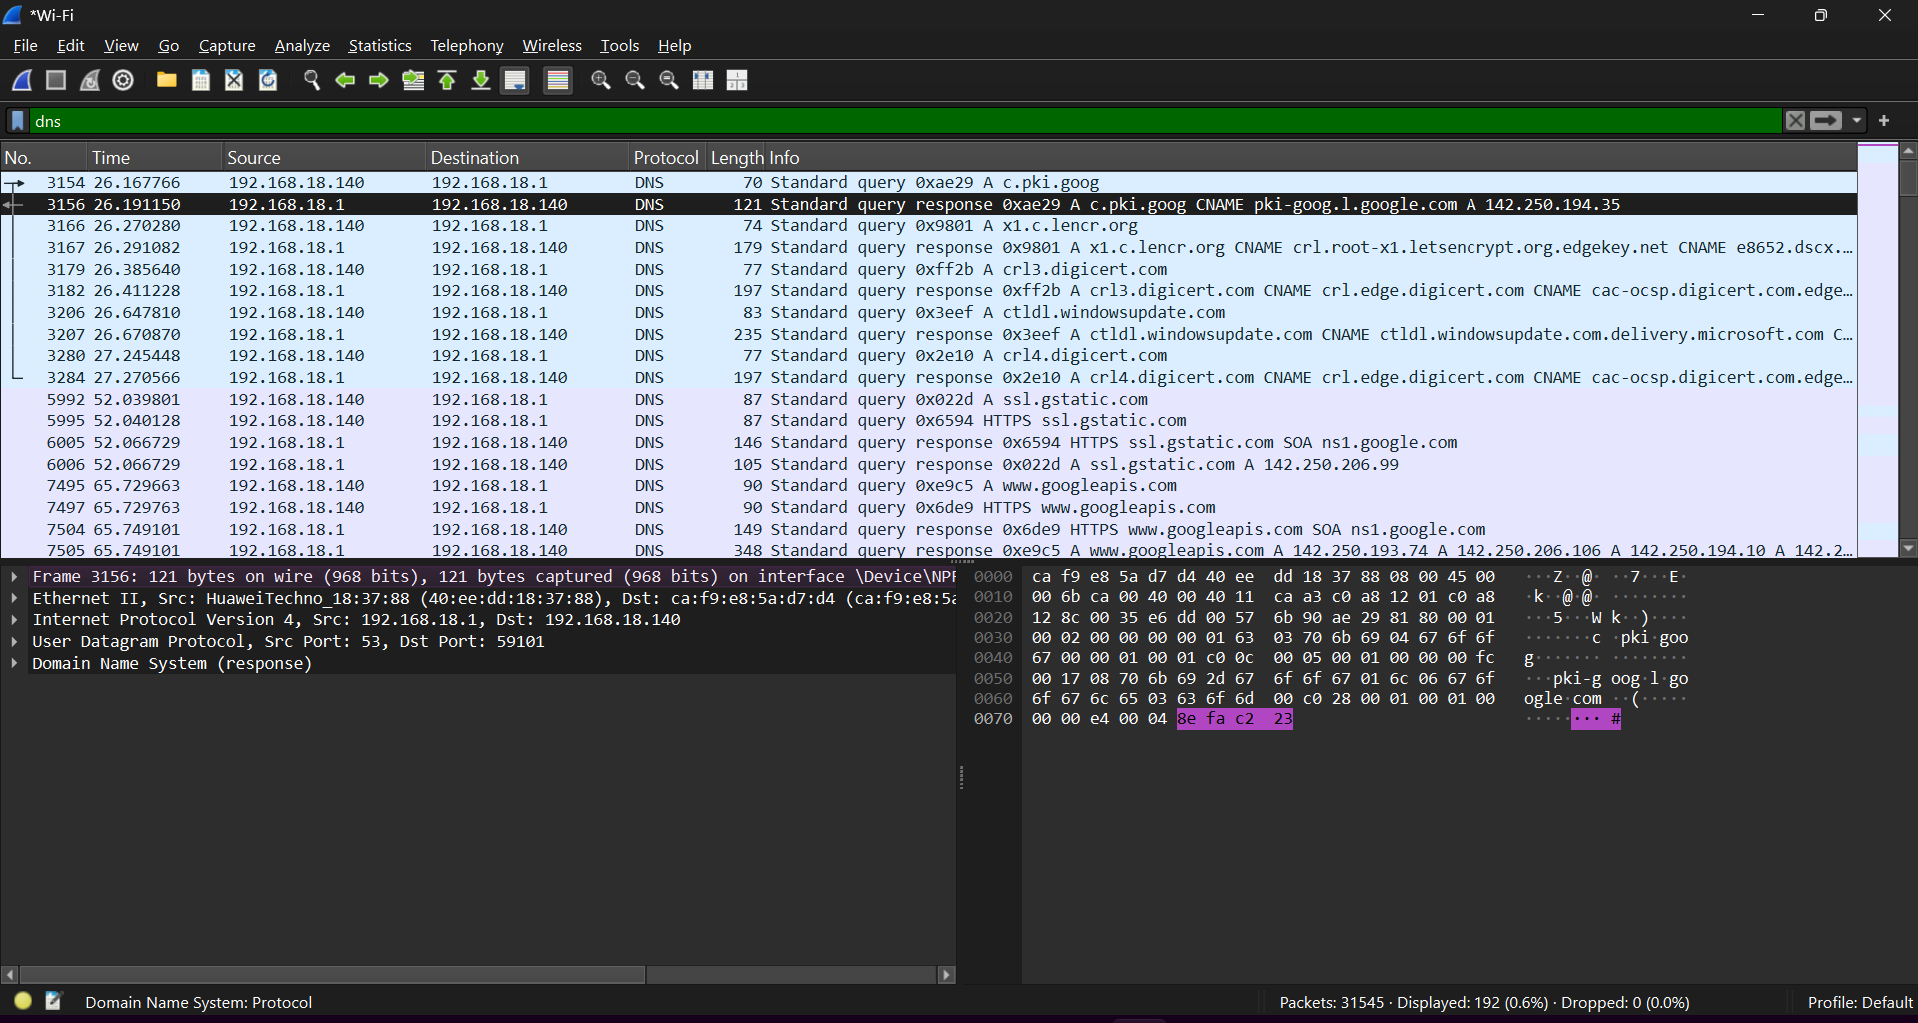 *Wi-Fi
File Edit View Go Capture Analyze Statistics Telephony Wireless Tools Help
dns
No. Time Source Destination Protocol Length Info
3154 26.167766 192.168.18.140 192.168.18.1 DNS 70 Standard query 0xae29 A c.pki.goog
3156 26.191150 192.168.18.1 192.168.18.140 DNS 121 Standard query response 0xae29 A c.pki.goog CNAME pki-goog.l.google.com A 142.250.194.35
3166 26.270280 192.168.18.140 192.168.18.1 DNS 74 Standard query 0x9801 A x1.c.lencr.org
3167 26.291082 192.168.18.1 192.168.18.140 DNS 179 Standard query response 0x9801 A x1.c.lencr.org CNAME crl.root-x1.letsencrypt.org.edgekey.net CNAME e8652.dscx.…
3179 26.385640 192.168.18.140 192.168.18.1 DNS 77 Standard query 0xff2b A crl3.digicert.com
3182 26.411228 192.168.18.1 192.168.18.140 DNS 197 Standard query response 0xff2b A crl3.digicert.com CNAME crl.edge.digicert.com CNAME cac-ocsp.digicert.com.edge…
3206 26.647810 192.168.18.140 192.168.18.1 DNS 83 Standard query 0x3eef A ctldl.windowsupdate.com
3207 26.670870 192.168.18.1 192.168.18.140 DNS 235 Standard query response 0x3eef A ctldl.windowsupdate.com CNAME ctldl.windowsupdate.com.delivery.microsoft.com C…
3280 27.245448 192.168.18.140 192.168.18.1 DNS 77 Standard query 0x2e10 A crl4.digicert.com
3284 27.270566 192.168.18.1 192.168.18.140 DNS 197 Standard query response 0x2e10 A crl4.digicert.com CNAME crl.edge.digicert.com CNAME cac-ocsp.digicert.com.edge…
5992 52.039801 192.168.18.140 192.168.18.1 DNS 87 Standard query 0x022d A ssl.gstatic.com
5995 52.040128 192.168.18.140 192.168.18.1 DNS 87 Standard query 0x6594 HTTPS ssl.gstatic.com
6005 52.066729 192.168.18.1 192.168.18.140 DNS 146 Standard query response 0x6594 HTTPS ssl.gstatic.com SOA ns1.google.com
6006 52.066729 192.168.18.1 192.168.18.140 DNS 105 Standard query response 0x022d A ssl.gstatic.com A 142.250.206.99
7495 65.729663 192.168.18.140 192.168.18.1 DNS 90 Standard query 0xe9c5 A www.googleapis.com
7497 65.729763 192.168.18.140 192.168.18.1 DNS 90 Standard query 0x6de9 HTTPS www.googleapis.com
7504 65.749101 192.168.18.1 192.168.18.140 DNS 149 Standard query response 0x6de9 HTTPS www.googleapis.com SOA ns1.google.com
7505 65.749101 192.168.18.1 192.168.18.140 DNS 348 Standard query response 0xe9c5 A www.googleapis.com A 142.250.193.74 A 142.250.206.106 A 142.250.194.10 A 142.2…
Frame 3156: 121 bytes on wire (968 bits), 121 bytes captured (968 bits) on interface \Device\NPF
Ethernet II, Src: HuaweiTechno_18:37:88 (40:ee:dd:18:37:88), Dst: ca:f9:e8:5a:d7:d4 (ca:f9:e8:5a
Internet Protocol Version 4, Src: 192.168.18.1, Dst: 192.168.18.140
User Datagram Protocol, Src Port: 53, Dst Port: 59101
Domain Name System (response)
0000 ca f9 e8 5a d7 d4 40 ee dd 18 37 88 08 00 45 00 ···Z··@· ··7···E·
0010 00 6b ca 00 40 00 40 11 ca a3 c0 a8 12 01 c0 a8 ·k··@·@· ········
0020 12 8c 00 35 e6 dd 00 57 6b 90 ae 29 81 80 00 01 ···5···W k··)····
0030 00 02 00 00 00 00 01 63 03 70 6b 69 04 67 6f 6f ·······c ·pki·goo
0040 67 00 00 01 00 01 c0 0c 00 05 00 01 00 00 00 fc g······· ········
0050 00 17 08 70 6b 69 2d 67 6f 6f 67 01 6c 06 67 6f ···pki-g oog·l·go
0060 6f 67 6c 65 03 63 6f 6d 00 c0 28 00 01 00 01 00 ogle·com ··(·····
0070 00 00 e4 00 04 8e fa c2 23 ········ #
Domain Name System: Protocol
Packets: 31545 · Displayed: 192 (0.6%) · Dropped: 0 (0.0%)
Profile: Default